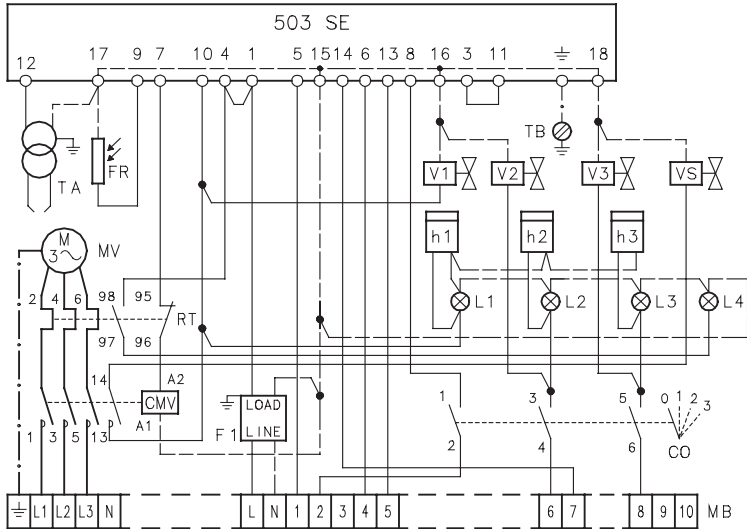 503 SE
12 17 9 7 10 4 1 5 15 14 6 13 8 16 3 11 18
TB
FR
TA
V1 V2 V3 VS
h1 h2 h3
M
3
MV
2 4 6 98 95
RT
L1 L2 L3 L4
97 96
14 A2
CMV
LOAD
LINE
F1
A1
1 3 5 0 1 2 3
1 3 5 13
2 4 6
CO
L1 L2 L3 N L N 1 2 3 4 5 6 7 8 9 10 MB